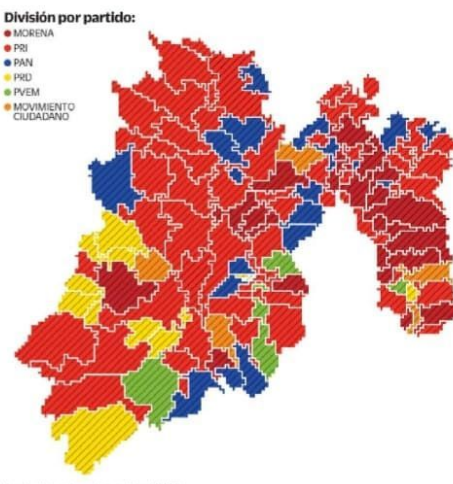 División por partido:
MORENA
PRI
PAN
PRD
PVEM
MOVIMIENTO
CIUDADANO